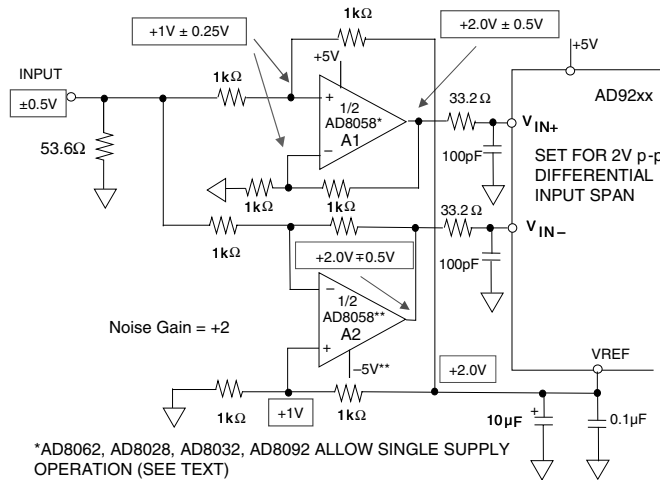 1kΩ
+1V ± 0.25V
+2.0V ± 0.5V
+5V
+5V
INPUT
1kΩ
±0.5V
+
1/2
AD8058*
A1
−
33.2 Ω
V IN+
AD92xx
53.6Ω
100pF
SET FOR 2V p-p
DIFFERENTIAL
INPUT SPAN
1kΩ
1kΩ
33.2Ω
V IN−
1kΩ
1kΩ
+2.0V ∓ 0.5V
100pF
−
1/2
AD8058**
A2
+
Noise Gain = +2
−5V**
VREF
+2.0V
1kΩ
+1V
1kΩ
10µF
+
0.1µF
*AD8062, AD8028, AD8032, AD8092 ALLOW SINGLE SUPPLY
OPERATION (SEE TEXT)